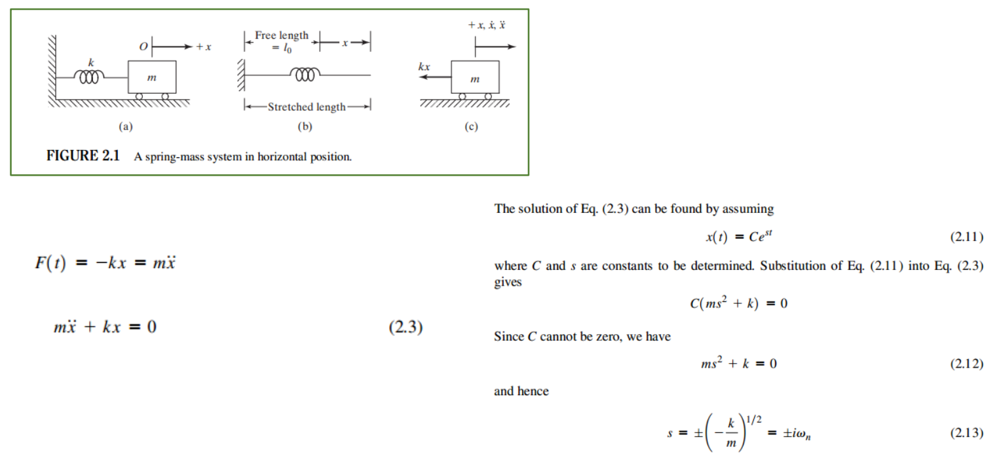 O
+x
k
m
(a)
Free length
= l₀
x
Stretched length
(b)
+x, ẋ, ẍ
kx
m
(c)
FIGURE 2.1 A spring-mass system in horizontal position.
F(t) = −kx = mẍ
mẍ + kx = 0 (2.3)
The solution of Eq. (2.3) can be found by assuming
x(t) = Ceˢᵗ (2.11)
where C and s are constants to be determined. Substitution of Eq. (2.11) into Eq. (2.3)
gives
C(ms² + k) = 0
Since C cannot be zero, we have
ms² + k = 0 (2.12)
and hence
s = ±(−k/m)^1/2 = ±iωₙ (2.13)